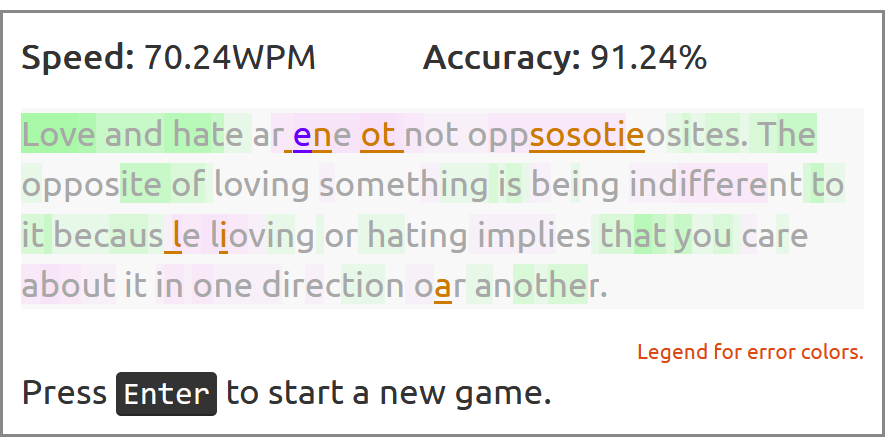 Speed: 70.24WPM Accuracy: 91.24%
Love and hate ar ene ot not oppsosotieosites. The
opposite of loving something is being indifferent to
it becaus le lioving or hating implies that you care
about it in one direction oar another.
Legend for error colors.
Press Enter to start a new game.